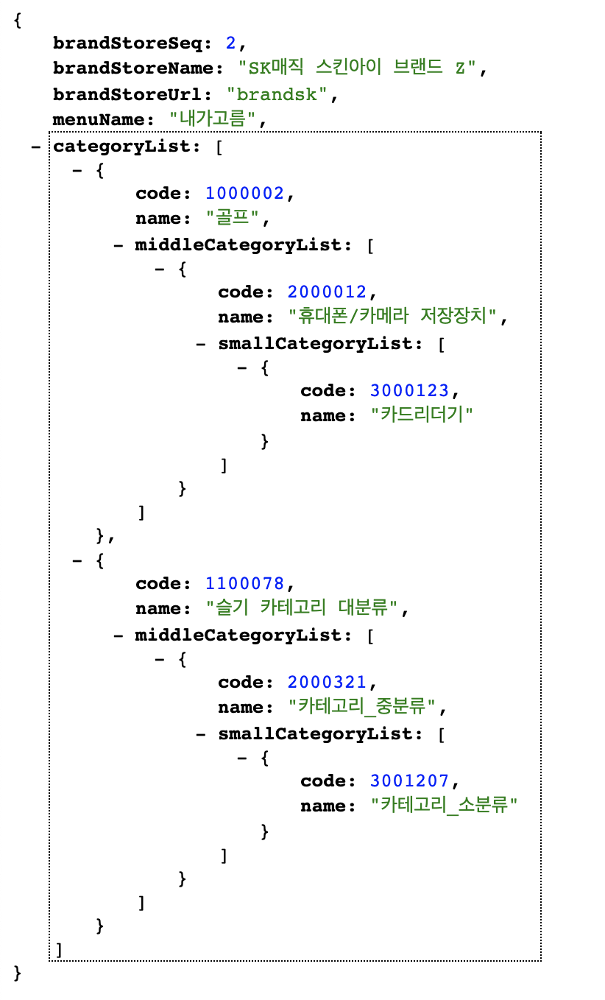 {
brandStoreSeq: 2,
brandStoreName: "SK매직 스킨아이 브랜드 Z",
brandStoreUrl: "brandsk",
menuName: "내가고름",
- categoryList: [
- {
code: 1000002,
name: "골프",
- middleCategoryList: [
- {
code: 2000012,
name: "휴대폰/카메라 저장장치",
- smallCategoryList: [
- {
code: 3000123,
name: "카드리더기"
}
]
}
]
},
- {
code: 1100078,
name: "슬기 카테고리 대분류",
- middleCategoryList: [
- {
code: 2000321,
name: "카테고리_중분류",
- smallCategoryList: [
- {
code: 3001207,
name: "카테고리_소분류"
}
]
}
]
}
]
}